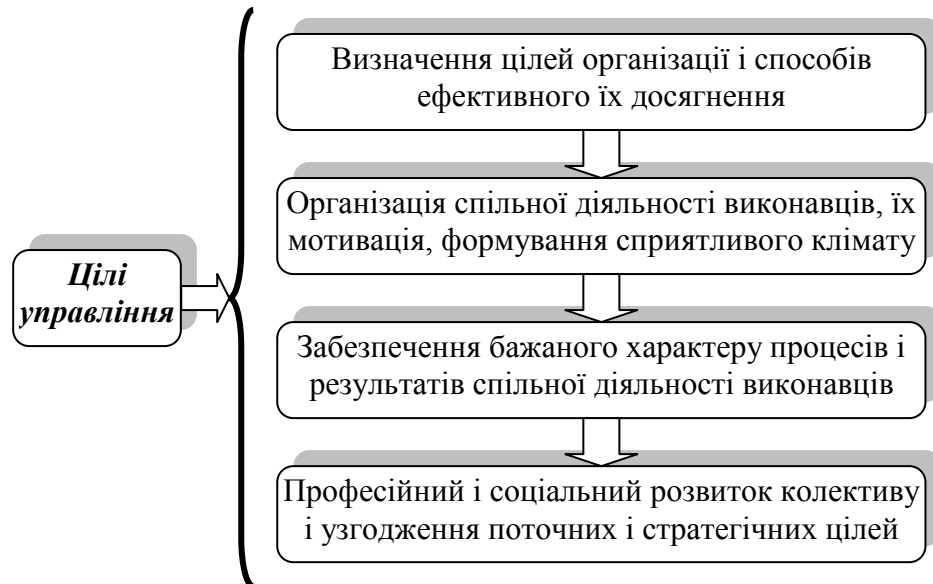 Цілі
управління
Визначення цілей організації і способів
ефективного їх досягнення
Організація спільної діяльності виконавців, їх
мотивація, формування сприятливого клімату
Забезпечення бажаного характеру процесів і
результатів спільної діяльності виконавців
Професійний і соціальний розвиток колективу
і узгодження поточних і стратегічних цілей